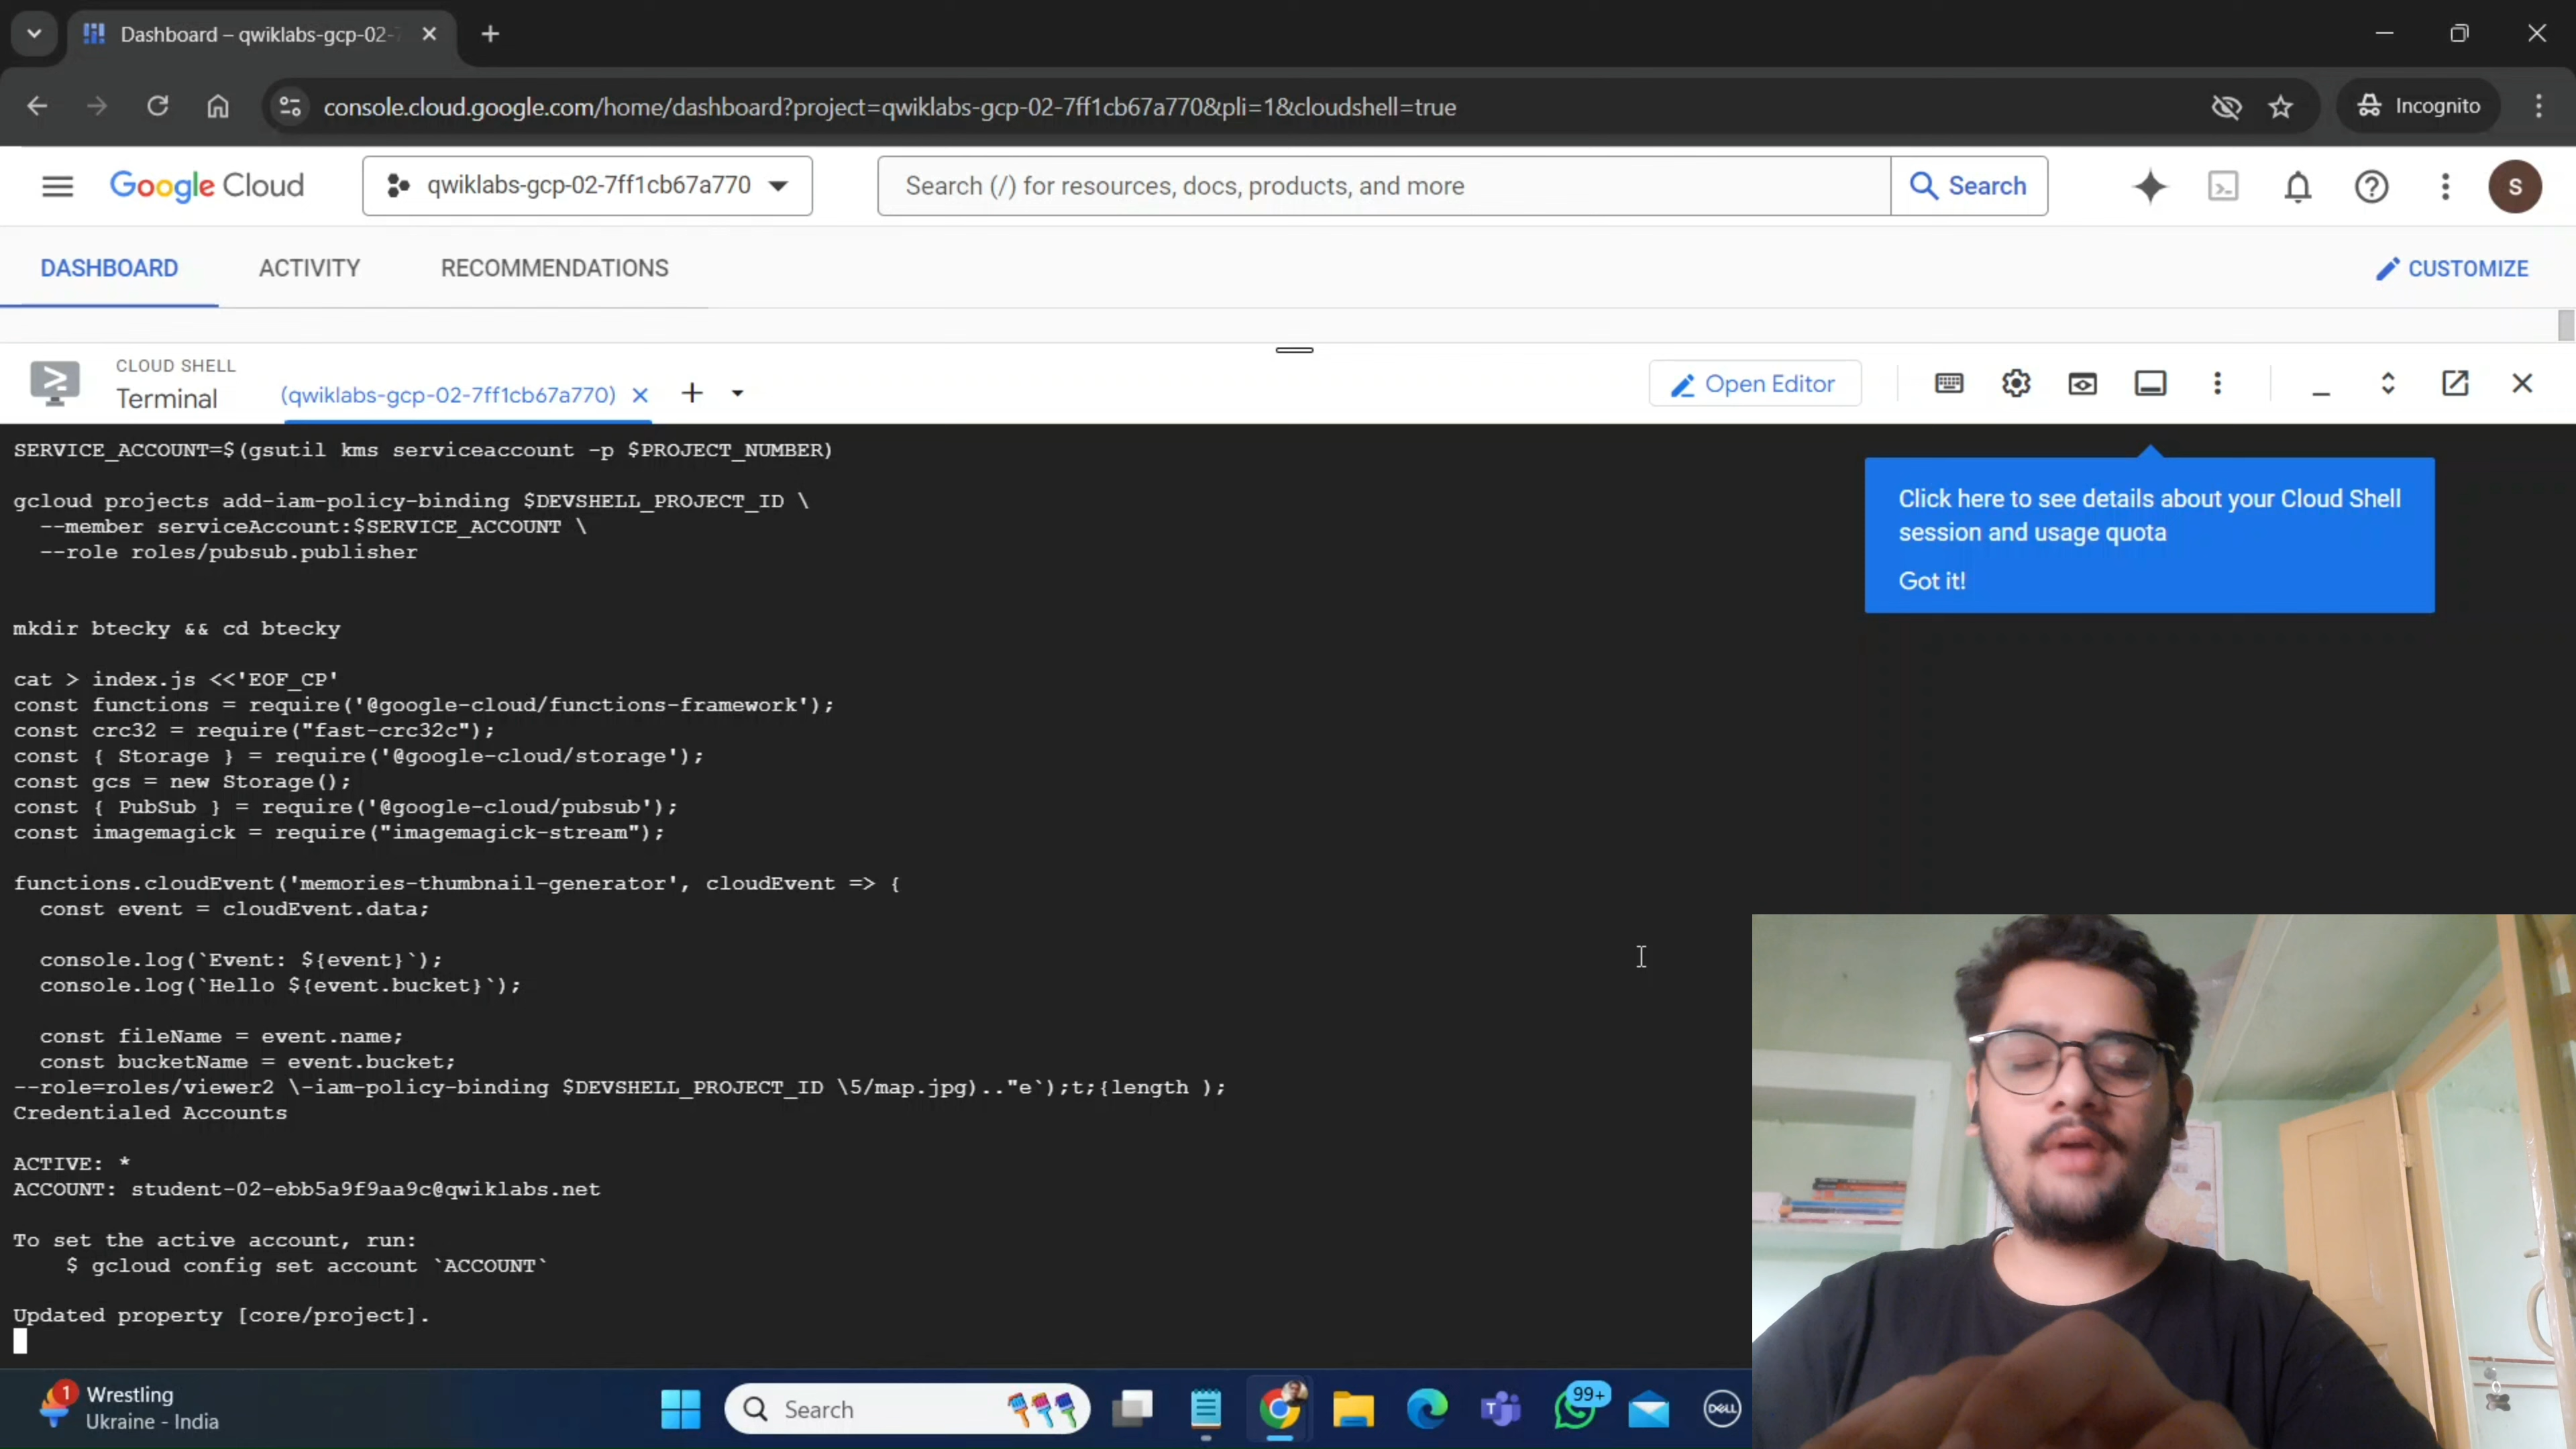 Dashboard – qwiklabs-gcp-02-7
console.cloud.google.com/home/dashboard?project=qwiklabs-gcp-02-7ff1cb67a770&pli=1&cloudshell=true
Incognito
Google Cloud
qwiklabs-gcp-02-7ff1cb67a770
Search (/) for resources, docs, products, and more
Search
S
DASHBOARD
ACTIVITY
RECOMMENDATIONS
CUSTOMIZE
CLOUD SHELL
Terminal
(qwiklabs-gcp-02-7ff1cb67a770)
Open Editor
SERVICE_ACCOUNT=$(gsutil kms serviceaccount -p $PROJECT_NUMBER)
gcloud projects add-iam-policy-binding $DEVSHELL_PROJECT_ID \
--member serviceAccount:$SERVICE_ACCOUNT \
--role roles/pubsub.publisher
mkdir btecky && cd btecky
cat > index.js <<'EOF_CP'
const functions = require('@google-cloud/functions-framework');
const crc32 = require("fast-crc32c");
const { Storage } = require('@google-cloud/storage');
const gcs = new Storage();
const { PubSub } = require('@google-cloud/pubsub');
const imagemagick = require("imagemagick-stream");
functions.cloudEvent('memories-thumbnail-generator', cloudEvent => {
const event = cloudEvent.data;
console.log(`Event: ${event}`);
console.log(`Hello ${event.bucket}`);
const fileName = event.name;
const bucketName = event.bucket;
--role=roles/viewer2 \-iam-policy-binding $DEVSHELL_PROJECT_ID \5/map.jpg).."e`);t;{length );
Credentialed Accounts
ACTIVE: *
ACCOUNT: student-02-ebb5a9f9aa9c@qwiklabs.net
To set the active account, run:
$ gcloud config set account `ACCOUNT`
Updated property [core/project].
Click here to see details about your Cloud Shell
session and usage quota
Got it!
1
Wrestling
Ukraine - India
Search
T
99+
DELL